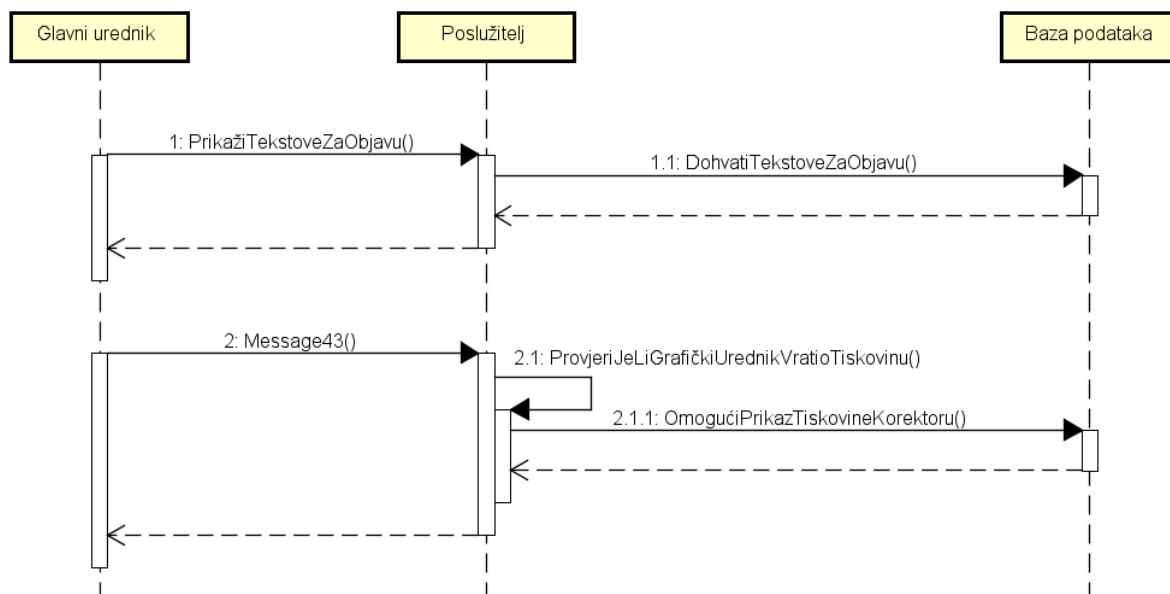 Glavni urednik
Poslužitelj
Baza podataka
1: PrikažiTekstoveZaObjavu()
1.1: DohvatiTekstoveZaObjavu()
2: Message43()
2.1: ProvjeriJeLiGrafičkiUrednikVratioTiskovinu()
2.1.1: OmogućiPrikazTiskovineKorektoru()